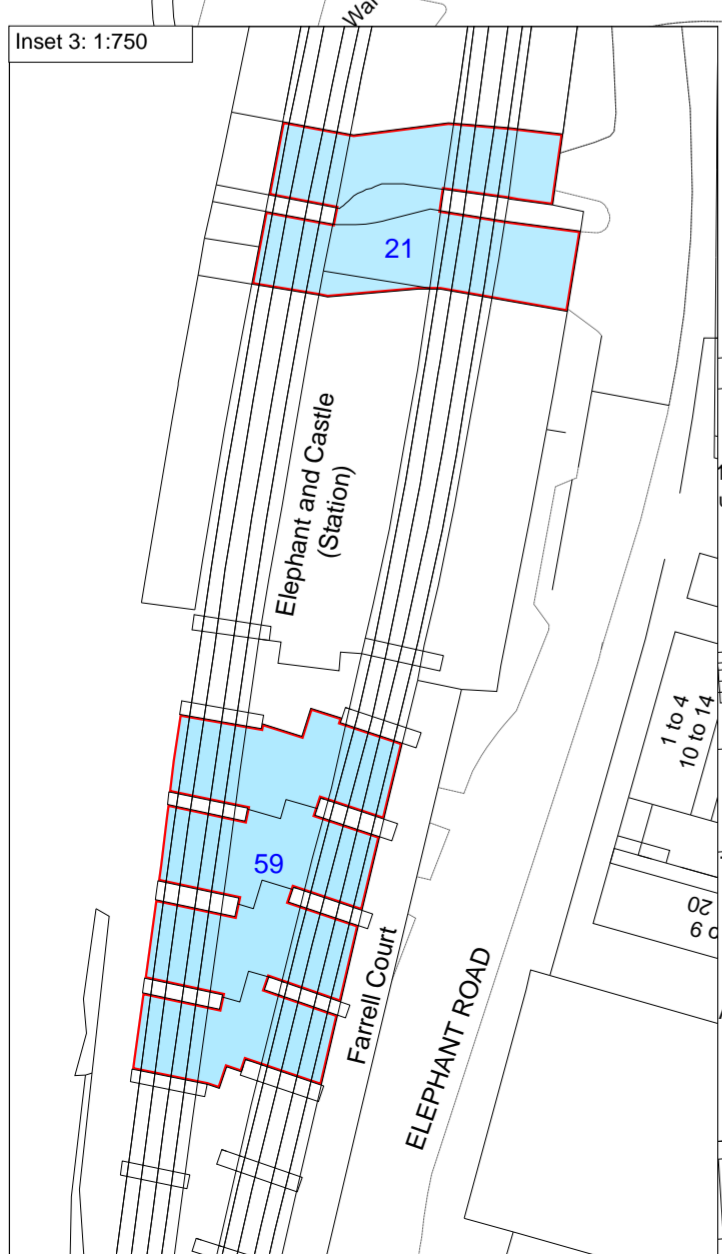 Inset 3: 1:750
21
Elephant and Castle
(Station)
1 to 4
10 to 14
59
20
Farrell Court
ELEPHANT ROAD